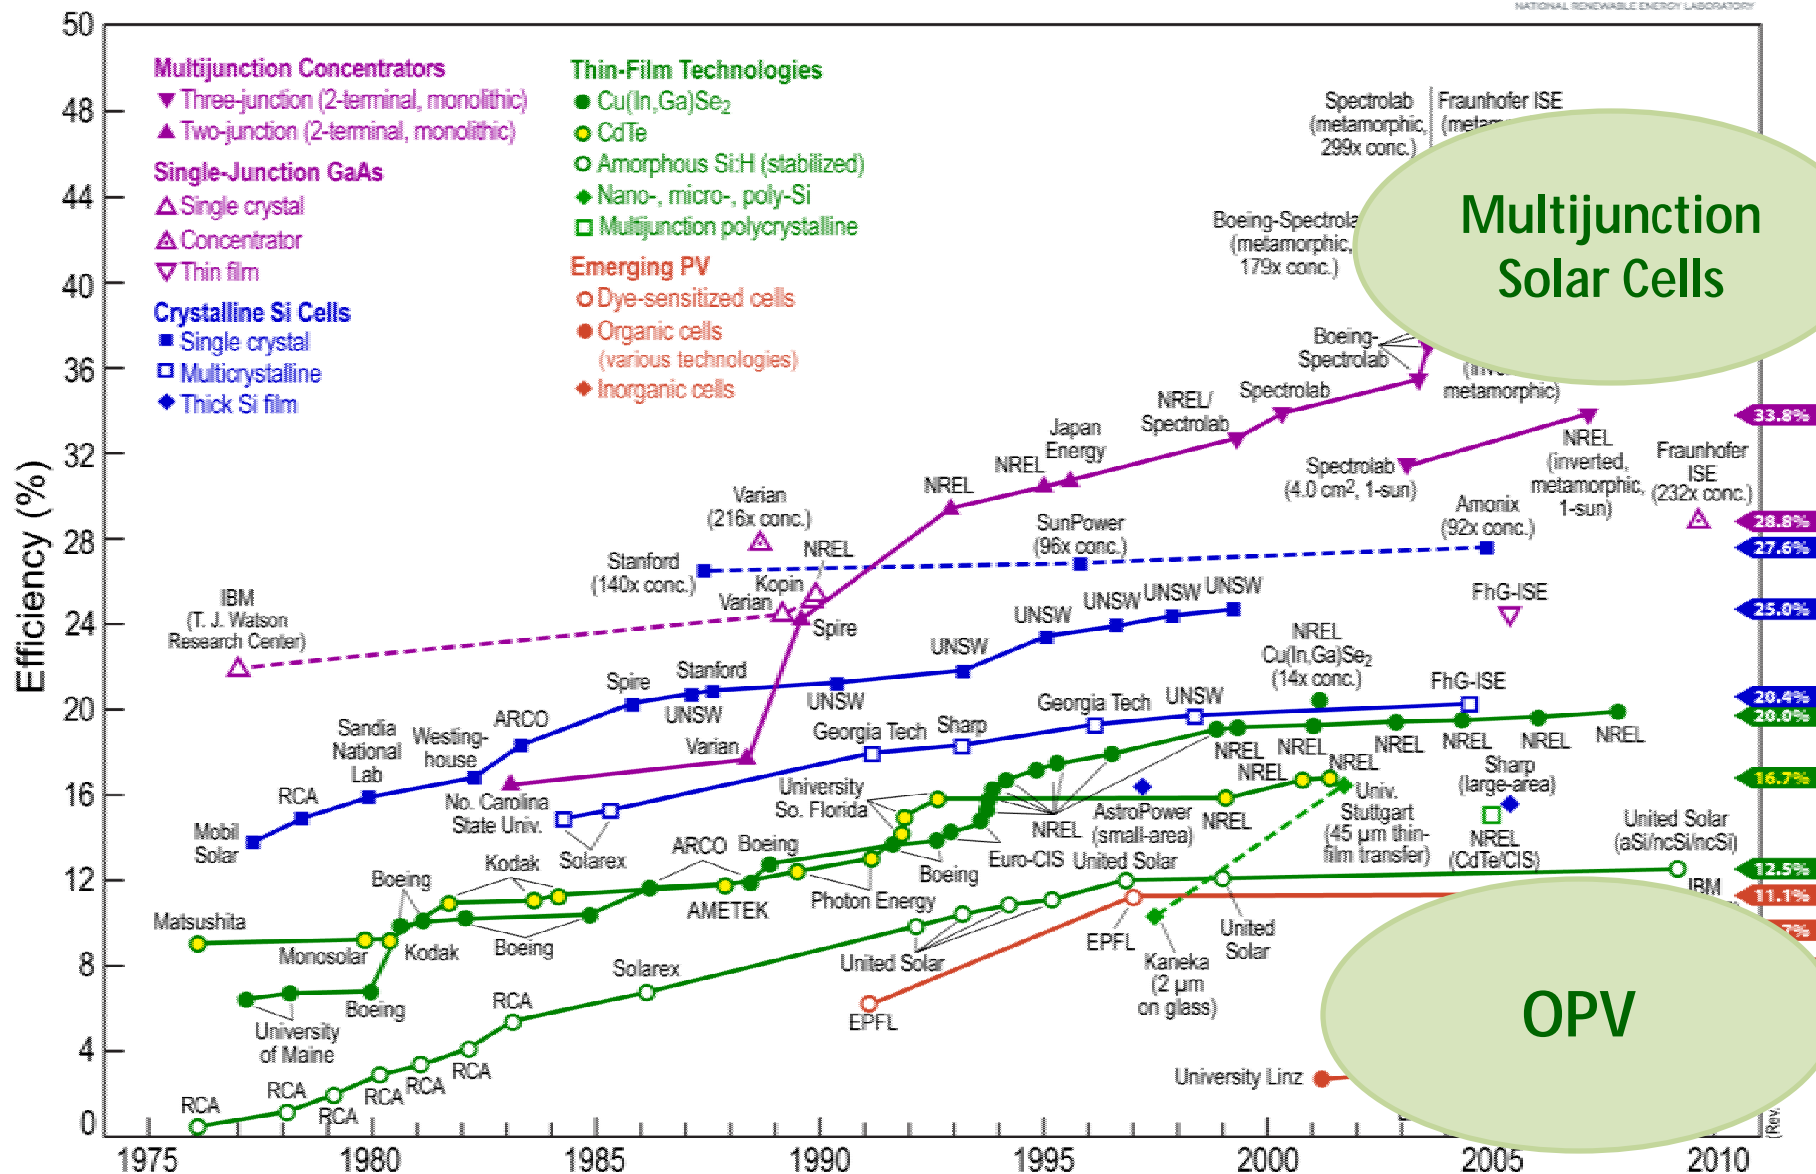 NATIONAL RENEWABLE ENERGY LABORATORY
50
48
44
40
36
32
28
24
20
16
12
8
4
0
Efficiency (%)
1975
1980
1985
1990
1995
2000
2005
2010
Multijunction Concentrators
Three-junction (2-terminal, monolithic)
Two-junction (2-terminal, monolithic)
Single-Junction GaAs
Single crystal
Concentrator
Thin film
Crystalline Si Cells
Single crystal
Multicrystalline
Thick Si film
Thin-Film Technologies
Cu(In,Ga)Se₂
CdTe
Amorphous Si:H (stabilized)
Nano-, micro-, poly-Si
Multijunction polycrystalline
Emerging PV
Dye-sensitized cells
Organic cells
(various technologies)
Inorganic cells
Spectrolab
(metamorphic,
299x conc.)
Fraunhofer ISE
Boeing-
(metamorphic,
179x conc.)
Multijunction
Solar Cells
Boeing-
Spectrolab
metamorphic)
Spectrolab
NREL/
Spectrolab
Japan
Energy
NREL
NREL
Spectrolab
(4.0 cm², 1-sun)
NREL
(inverted,
metamorphic,
1-sun)
Fraunhofer
ISE
(232x conc.)
Amonix
(92x conc.)
SunPower
(96x conc.)
Varian
(216x conc.)
NREL
Stanford
(140x conc.)
Kopin
Varian
Spire
IBM
(T. J. Watson
Research Center)
UNSW
UNSW
UNSW
UNSW
UNSW
FhG-ISE
NREL
Cu(In,Ga)Se₂
(14x conc.)
FhG-ISE
Spire
Stanford
UNSW
UNSW
Georgia Tech
UNSW
Georgia Tech
Sharp
ARCO
Sandia
National
Lab
Westing-
house
Varian
RCA
Mobil
Solar
No. Carolina
State Univ.
Solarex
University
So. Florida
NREL
NREL
NREL
NREL
NREL
NREL
NREL
NREL
NREL
NREL
Sharp
(large-area)
AstroPower
(small-area)
Univ.
Stuttgart
(45 µm thin-
film transfer)
NREL
(CdTe/CIS)
United Solar
(aSi/ncSi/ncSi)
Euro-CIS
United Solar
ARCO
Boeing
Boeing
Kodak
Boeing
Photon Energy
AMETEK
Matsushita
Monosolar
Kodak
Boeing
Boeing
University
of Maine
Solarex
United Solar
EPFL
United
Solar
Kaneka
(2 µm
on glass)
EPFL
IBM
OPV
University Linz
RCA
RCA
RCA
RCA
RCA
RCA
RCA
33.8%
28.8%
27.6%
25.0%
20.4%
20.0%
16.7%
12.5%
11.1%
(Rev.